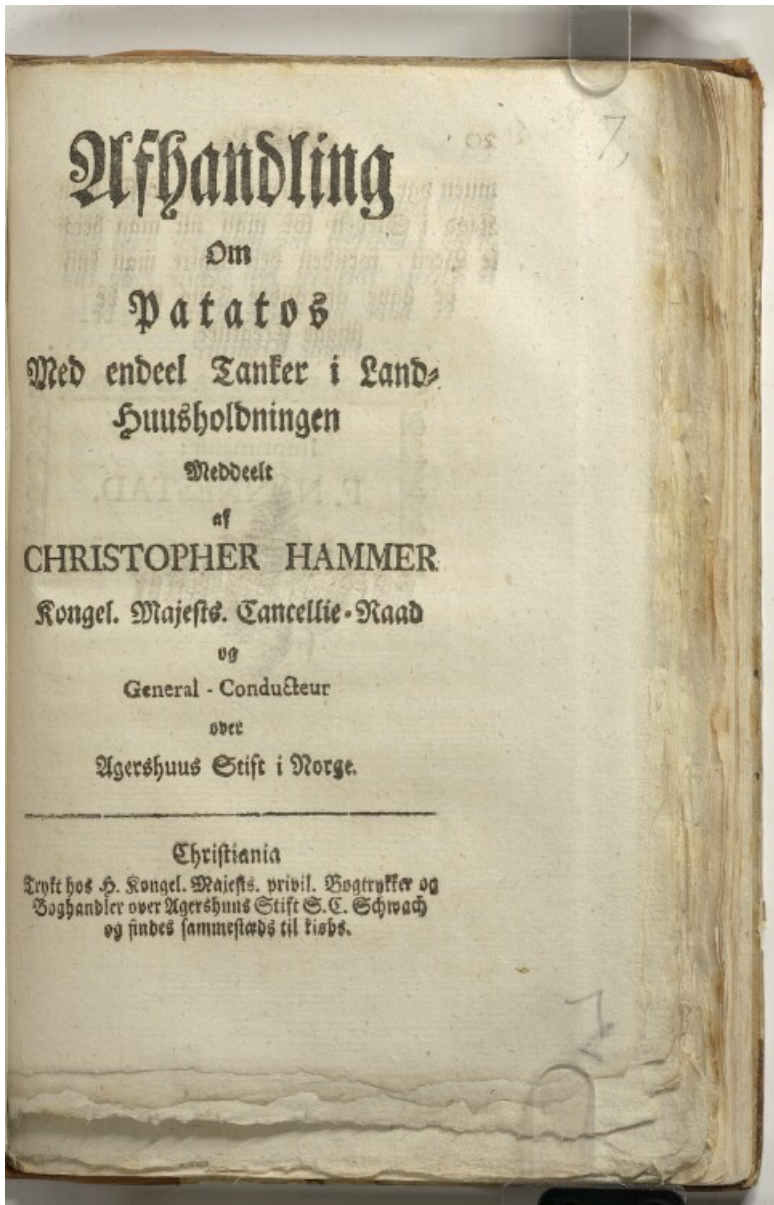 7,
Afhandling
Om
Patatos
Med endeel Tanker i Land-
Huusholdningen
Meddeelt
af
CHRISTOPHER HAMMER
Kongel. Majests. Cancellie-Raad
og
General - Conducteur
over
Agershuus Stift i Norge.
Christiania
Trykt hos H. Kongel. Majests. privil. Bogtrykker og
Boghandler over Agershuus Stift S. C. Schwach
og findes sammestæds til kiøbs.